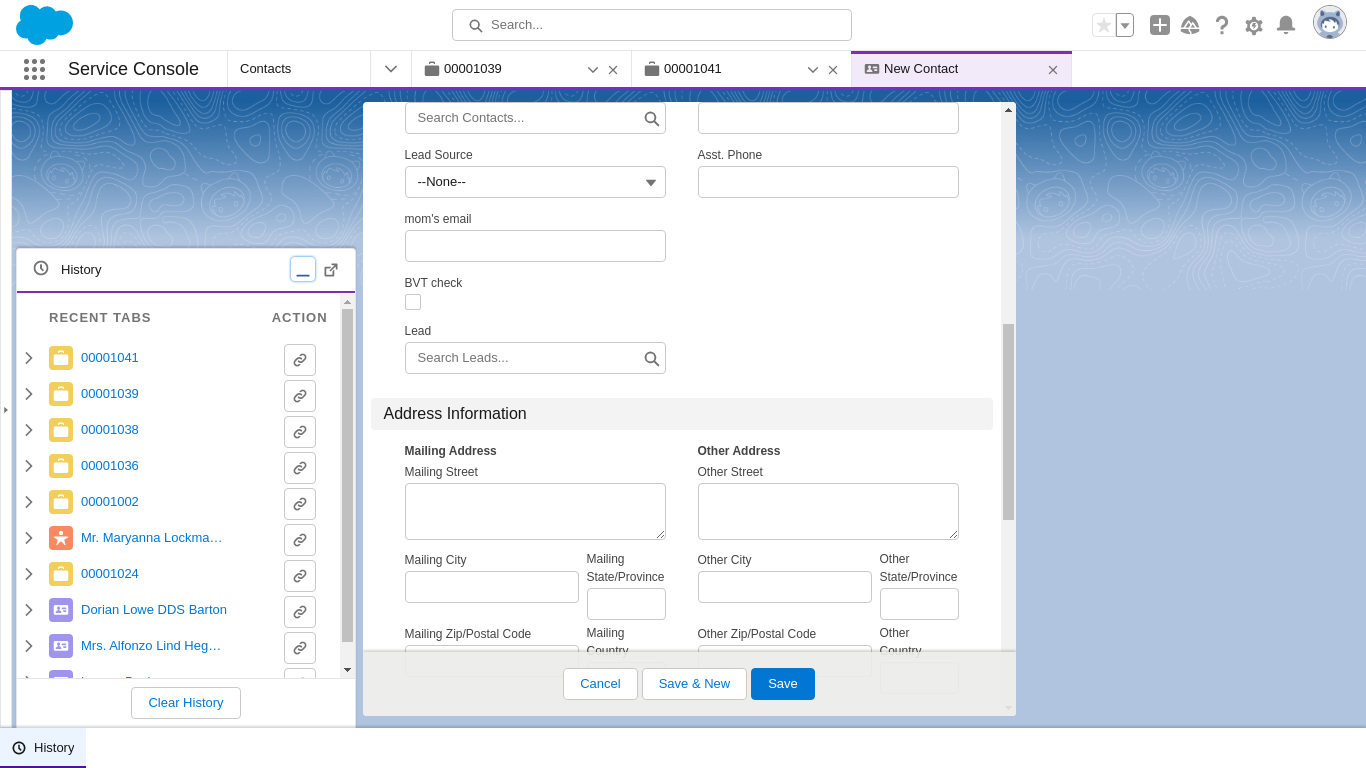 Search...
Service Console
Contacts
00001039
00001041
New Contact
Search Contacts...
Lead Source
Asst. Phone
--None--
mom's email
BVT check
Lead
Search Leads...
Address Information
Mailing Address
Other Address
Mailing Street
Other Street
Mailing City
Mailing State/Province
Other City
Other State/Province
Mailing Zip/Postal Code
Mailing Country
Other Zip/Postal Code
Other Country
Cancel
Save & New
Save
History
RECENT TABS
ACTION
00001041
00001039
00001038
00001036
00001002
Mr. Maryanna Lockma…
00001024
Dorian Lowe DDS Barton
Mrs. Alfonzo Lind Heg…
Clear History
History